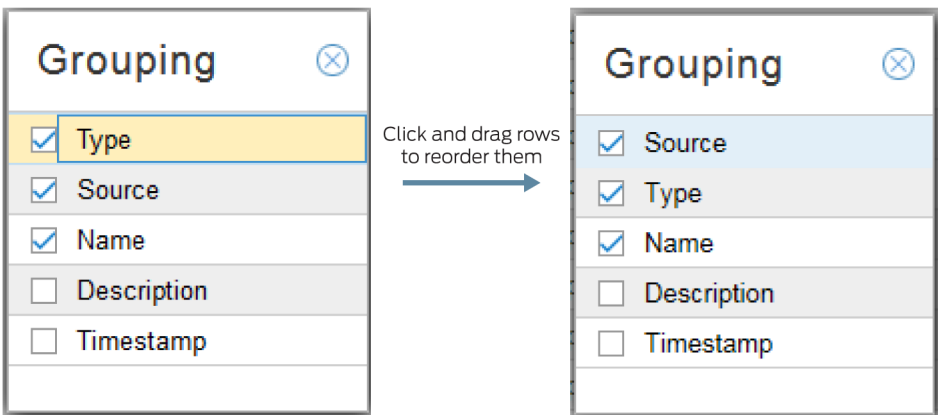 Grouping
Type
Source
Name
Description
Timestamp
Click and drag rows
to reorder them
Grouping
Source
Type
Name
Description
Timestamp